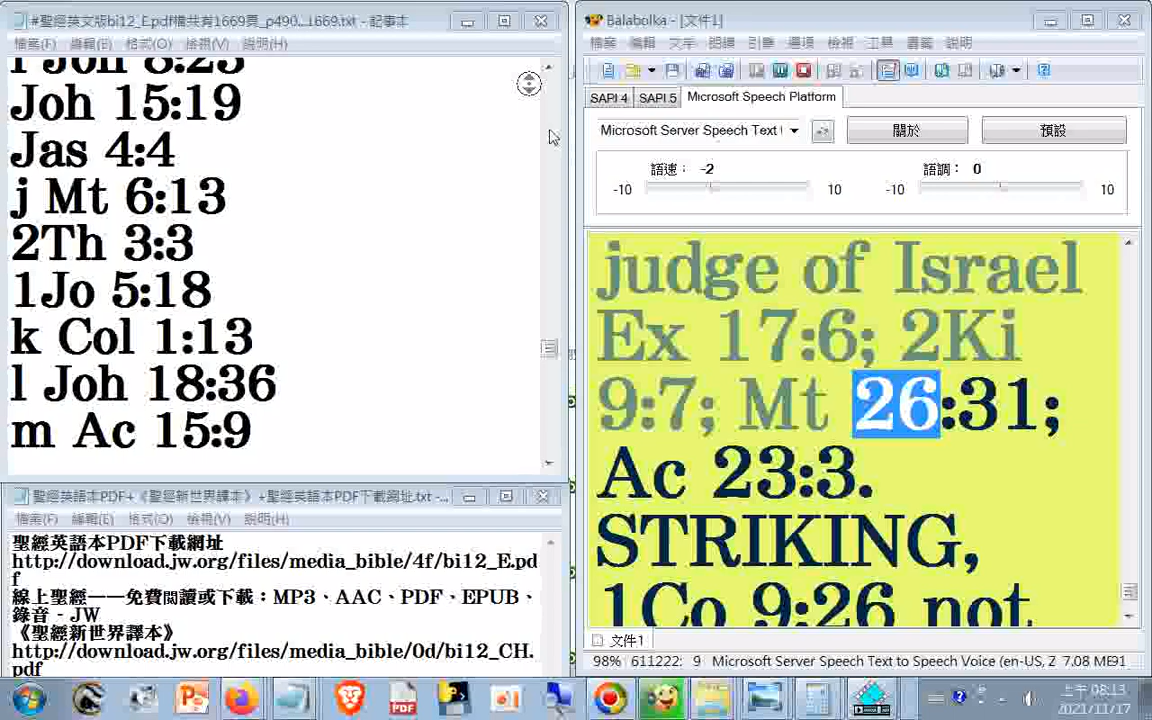 #聖經英文版bi12_E.pdf檔共有1669頁_p490...1669.txt - 記事本
檔案(F) 編輯(E) 格式(O) 檢視(V) 說明(H)
Joh 15:19
Jas 4:4
j Mt 6:13
2Th 3:3
1Jo 5:18
k Col 1:13
l Joh 18:36
m Ac 15:9
聖經英語本PDF+《聖經新世界譯本》+聖經英語本PDF下載網址.txt -...
檔案(F) 編輯(E) 格式(O) 檢視(V) 說明(H)
聖經英語本PDF下載網址
http://download.jw.org/files/media_bible/4f/bi12_E.pd
f
線上聖經——免費閱讀或下載：MP3、AAC、PDF、EPUB、
錄音 - JW
《聖經新世界譯本》
http://download.jw.org/files/media_bible/0d/bi12_CH.
pdf
Balabolka - [文件1]
檔案 編輯 文字 朗讀 引擎 選項 檢視 工具 書籤 說明
SAPI 4 SAPI 5 Microsoft Speech Platform
Microsoft Server Speech Text 關於 預設
語速： -2 語調： 0
-10 10 -10 10
judge of Israel
Ex 17:6; 2Ki
9:7; Mt 26:31;
Ac 23:3.
STRIKING,
1Co 9:26 not
文件1
98% 611222: 9 Microsoft Server Speech Text to Speech Voice (en-US, Z 7.08 ME91
上午 08:13
2021/11/17